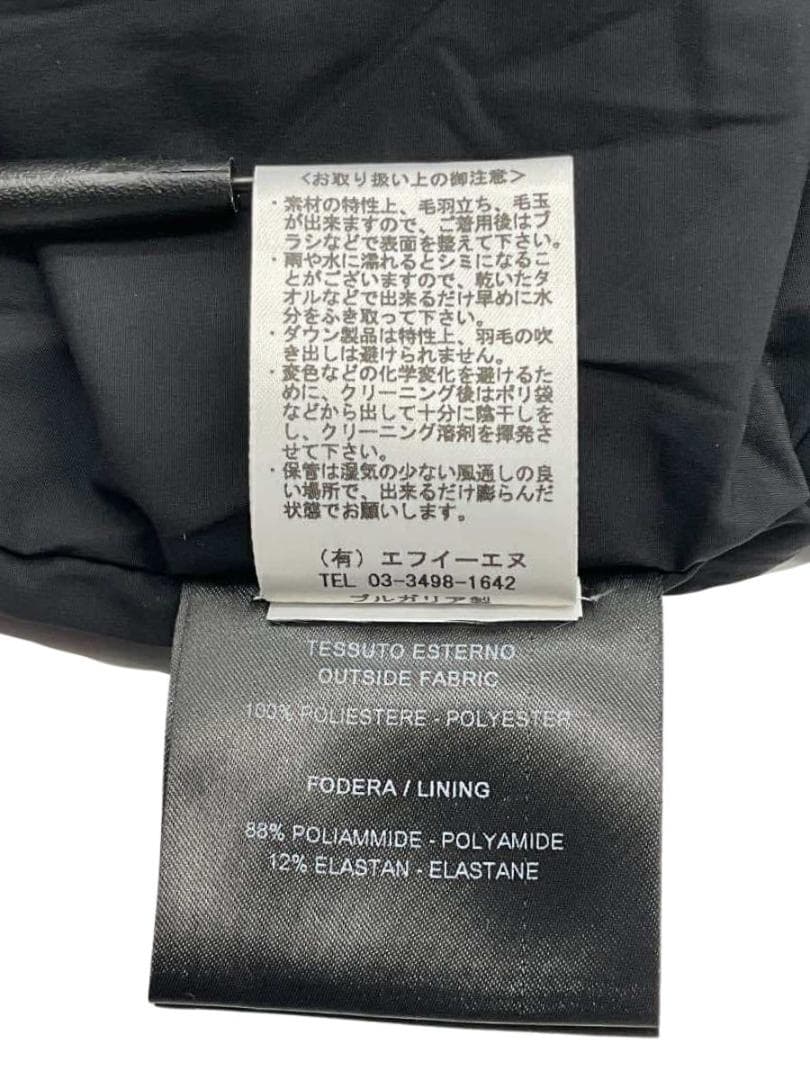 <お取り扱い上の御注意>
・素材の特性上、毛羽立ち、毛玉
が出来ますので、ご着用後はブ
ラシなどで表面を整えて下さい。
・雨や水に濡れるとシミになるこ
とがございますので、乾いたタ
オルなどで出来るだけ早めに水
分をふき取って下さい。
・ダウン製品は特性上、羽毛の吹
き出しは避けられません。
・変色などの化学変化を避けるた
めに、クリーニング後はポリ袋
などから出して十分に陰干しを
し、クリーニング溶剤を揮発さ
せて下さい。
・保管は湿気の少ない風通しの良
い場所で、出来るだけ膨らんだ
状態でお願いします。
(有) エフイーエヌ
TEL 03-3498-1642
ブルガリア製
TESSUTO ESTERNO
OUTSIDE FABRIC
100% POLIESTERE - POLYESTER
FODERA / LINING
88% POLIAMMIDE - POLYAMIDE
12% ELASTAN - ELASTANE